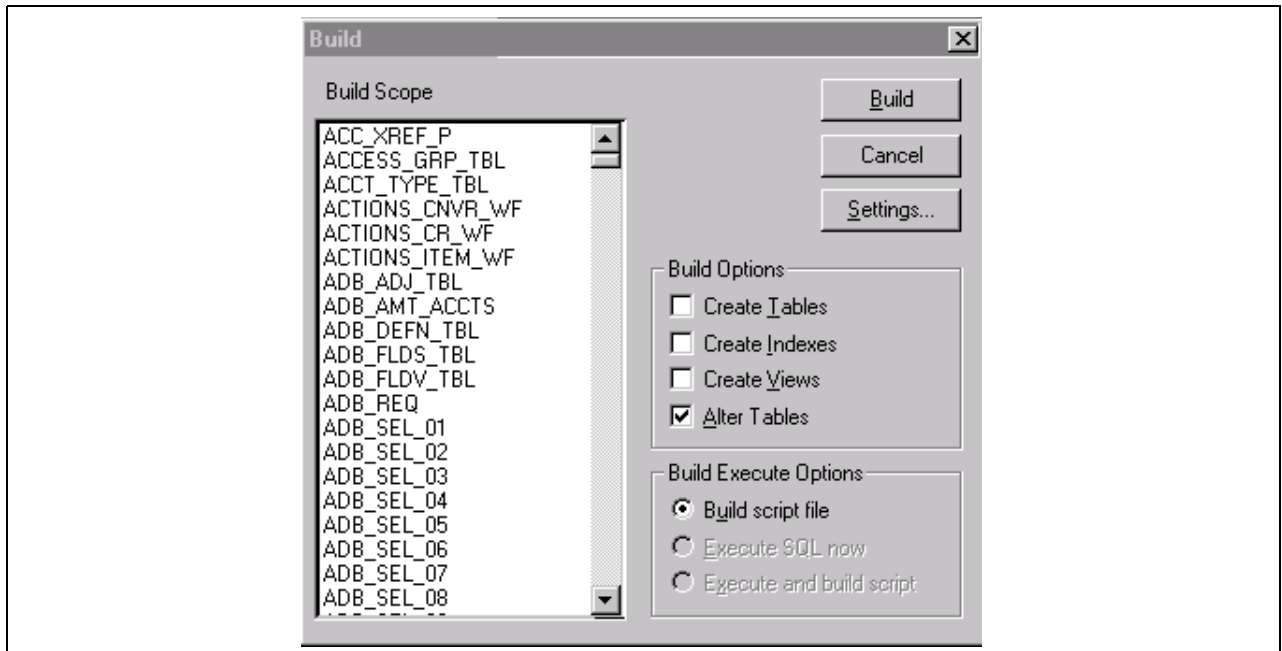 Build
Build Scope
ACC_XREF_P
ACCESS_GRP_TBL
ACCT_TYPE_TBL
ACTIONS_CNVR_WF
ACTIONS_CR_WF
ACTIONS_ITEM_WF
ADB_ADJ_TBL
ADB_AMT_ACCTS
ADB_DEFN_TBL
ADB_FLDS_TBL
ADB_FLDV_TBL
ADB_REQ
ADB_SEL_01
ADB_SEL_02
ADB_SEL_03
ADB_SEL_04
ADB_SEL_05
ADB_SEL_06
ADB_SEL_07
ADB_SEL_08
Build
Cancel
Settings...
Build Options
Create Tables
Create Indexes
Create Views
Alter Tables
Build Execute Options
Build script file
Execute SQL now
Execute and build script